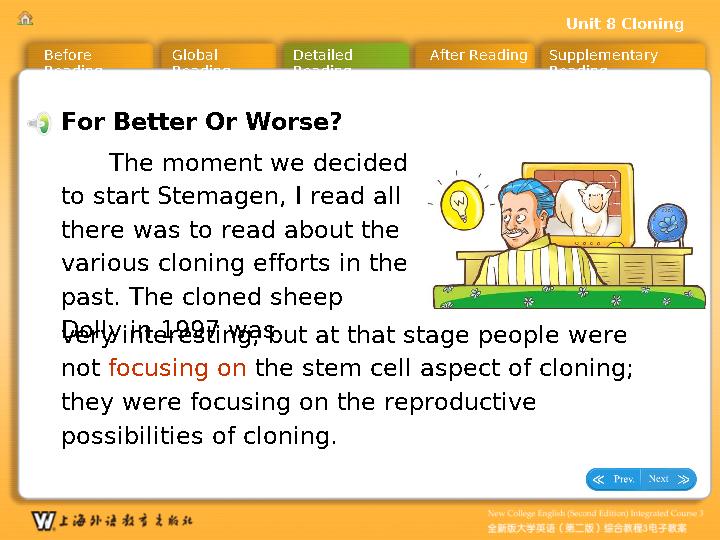 Unit 8 Cloning
Before Reading
Global Reading
Detailed Reading
After Reading
Supplementary Reading
For Better Or Worse?
The moment we decided
to start Stemagen, I read all
there was to read about the
various cloning efforts in the
past. The cloned sheep
Dolly in 1997 was
very interesting, but at that stage people were
not focusing on the stem cell aspect of cloning;
they were focusing on the reproductive
possibilities of cloning.
Prev. Next
上海外语教育出版社
New College English (Second Edition) Integrated Course 3
全新版大学英语（第二版）综合教程3电子教案